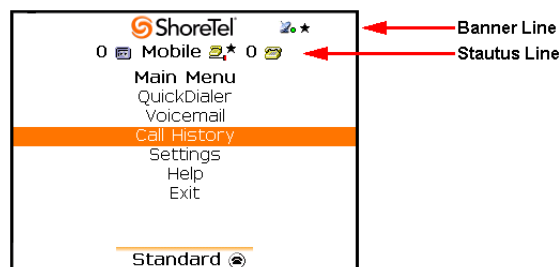 ShoreTel
Banner Line
0 Mobile 0
Stautus Line
Main Menu
QuickDialer
Voicemail
Call History
Settings
Help
Exit
Standard